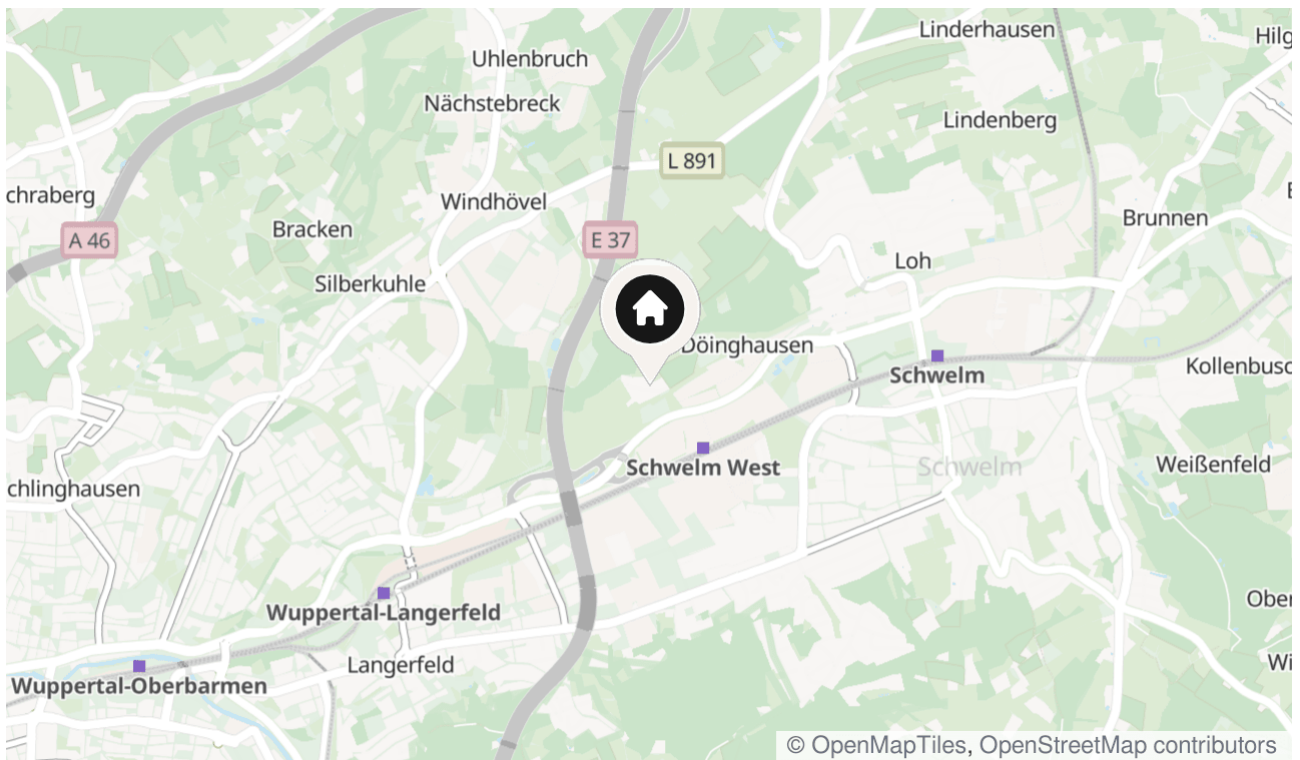 Linderhausen
Hilg
Uhlenbruch
Nächstebreck
Lindenberg
L 891
chraberg
Windhövel
Brunnen
Bracken
A 46
E 37
Loh
Silberkuhle
Döinghausen
Schwelm
Kollenbusc
Schwelm West
Schwelm
Weißenfeld
chlinghausen
Wuppertal-Langerfeld
Ober
Langerfeld
Wi
Wuppertal-Oberbarmen
© OpenMapTiles, OpenStreetMap contributors